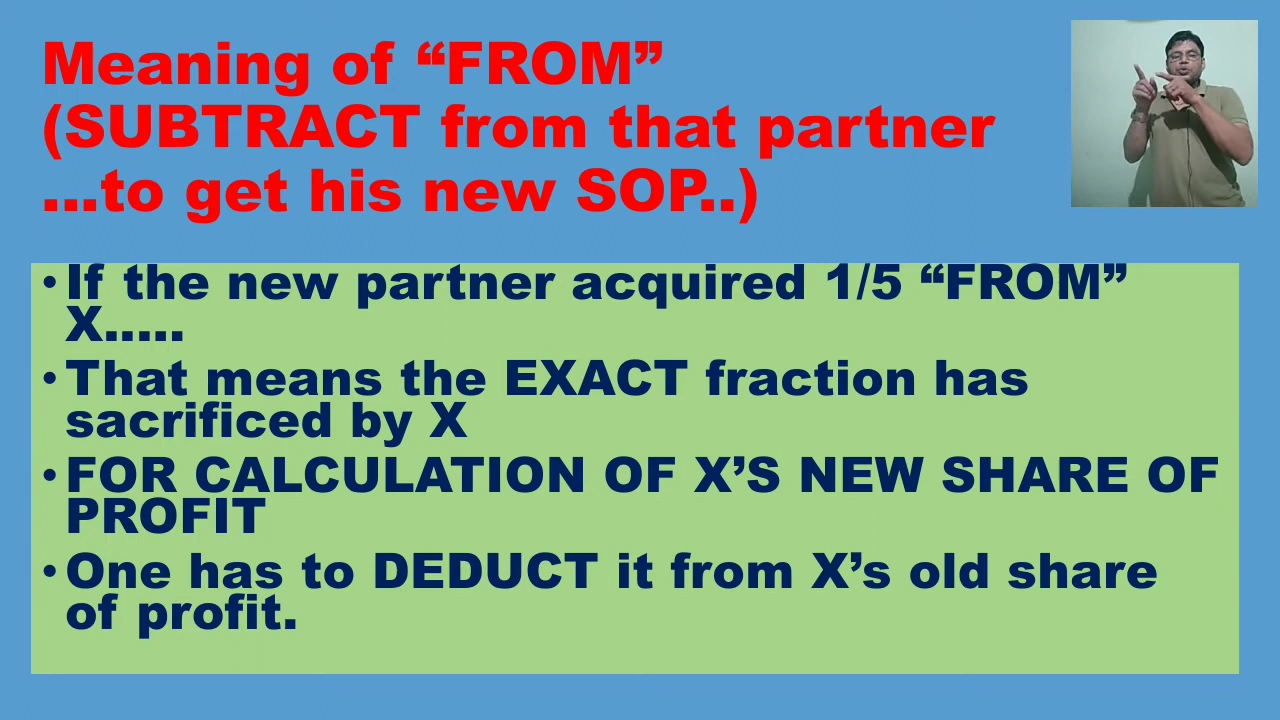 Meaning of “FROM”
(SUBTRACT from that partner
...to get his new SOP..)
• If the new partner acquired 1/5 “FROM”
X.....
• That means the EXACT fraction has
sacrificed by X
• FOR CALCULATION OF X’S NEW SHARE OF
PROFIT
• One has to DEDUCT it from X’s old share
of profit.